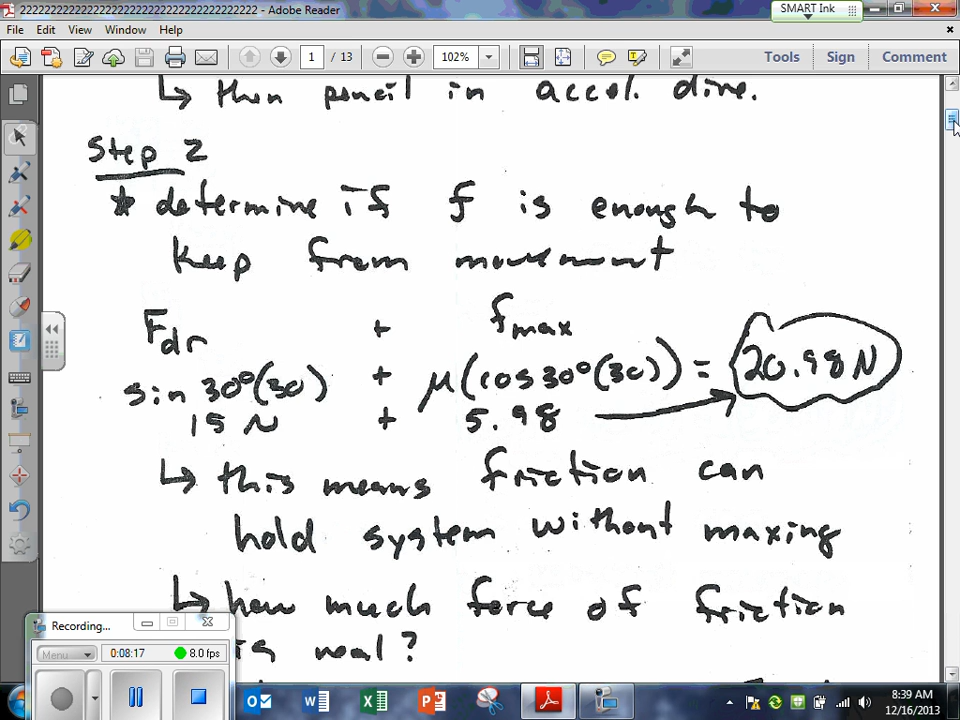 22222222222222222222222222222222222222222 - Adobe Reader
SMART Ink
File Edit View Window Help
1 / 13 102% Tools Sign Comment
↳ then pencil in accel. dire.
Step 2
* determine if f is enough to
keep from movement
Fdr + fmax
sin 30°(30) + μ(cos30°(30)) = 20.98N
15 N + 5.98
↳ this means friction can
hold system without maxing
↳ how much force of friction
is real?
Recording...
Menu 0:08:17 8.0 fps
8:39 AM
12/16/2013